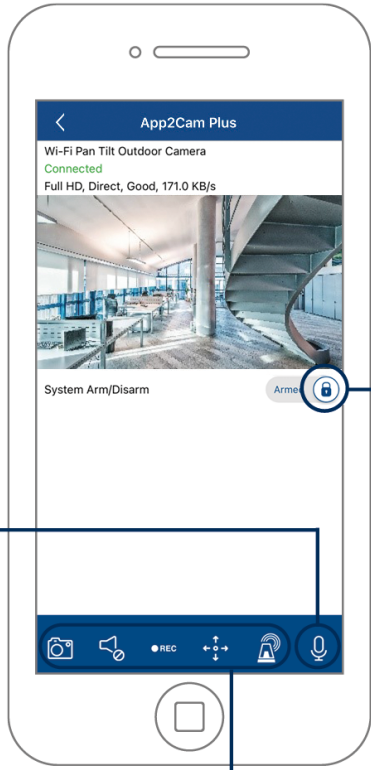 App2Cam Plus
Wi-Fi Pan Tilt Outdoor Camera
Connected
Full HD, Direct, Good, 171.0 KB/s
System Arm/Disarm
Arme
REC